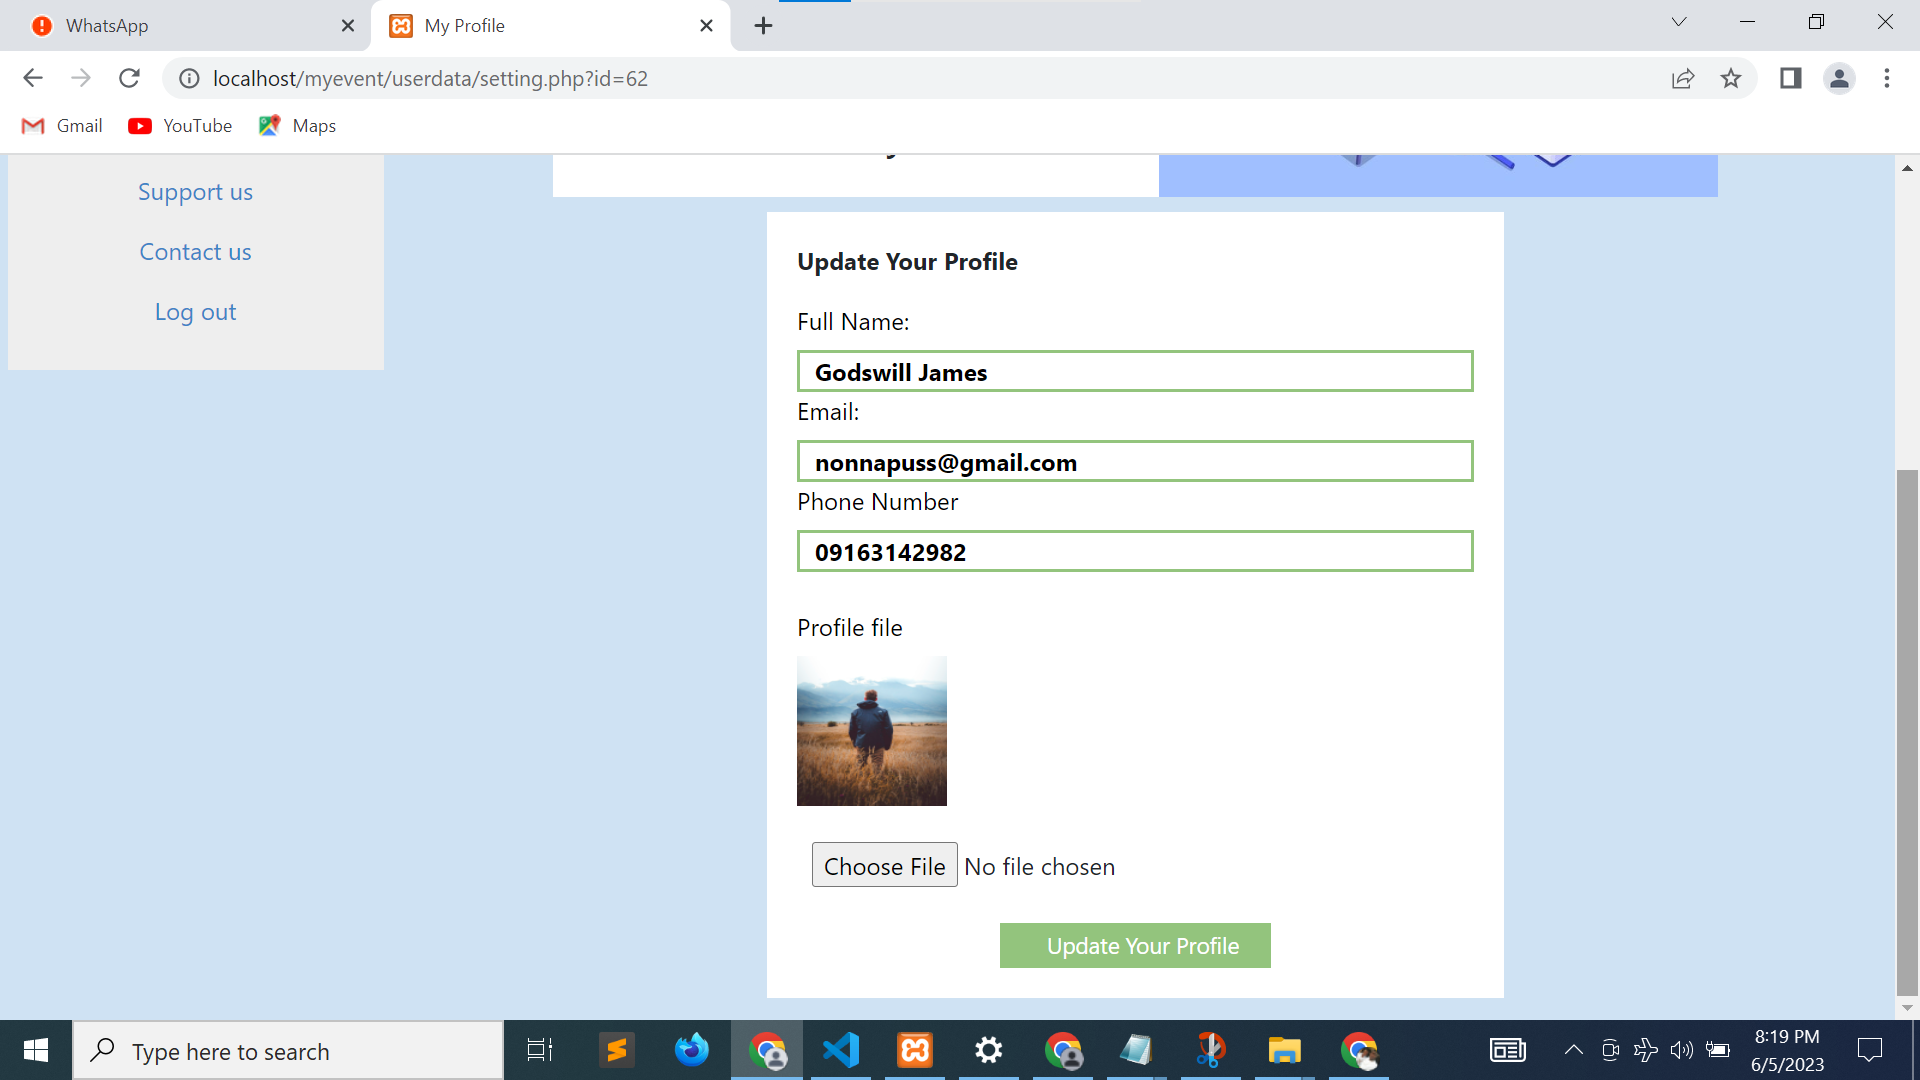 WhatsApp
My Profile
localhost/myevent/userdata/setting.php?id=62
Gmail
YouTube
Maps
Support us
Contact us
Log out
Update Your Profile
Full Name:
Godswill James
Email:
nonnapuss@gmail.com
Phone Number
09163142982
Profile file
Choose File No file chosen
Update Your Profile
Type here to search
8:19 PM
6/5/2023